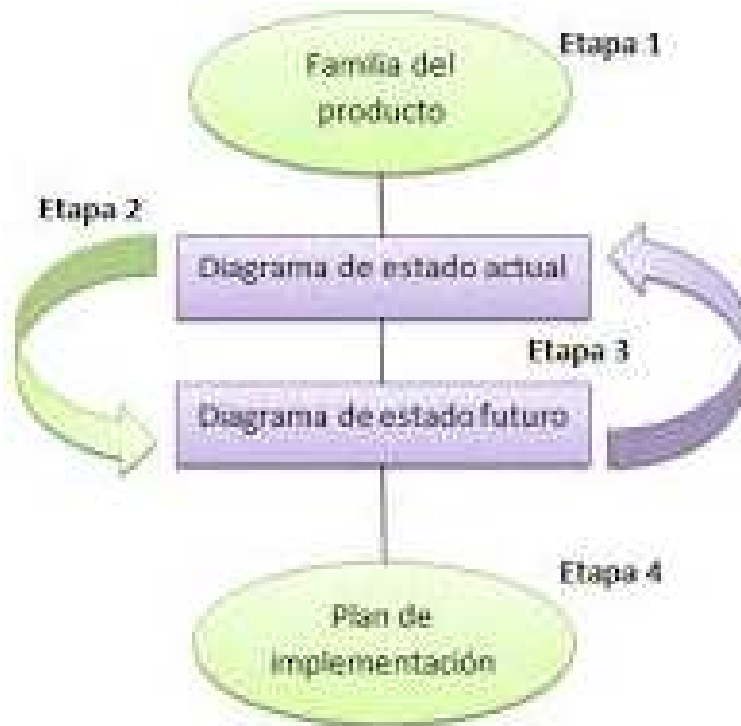 Etapa 1
Familia del
producto
Etapa 2
Diagrama de estado actual
Etapa 3
Diagrama de estado futuro
Etapa 4
Plan de
implementación